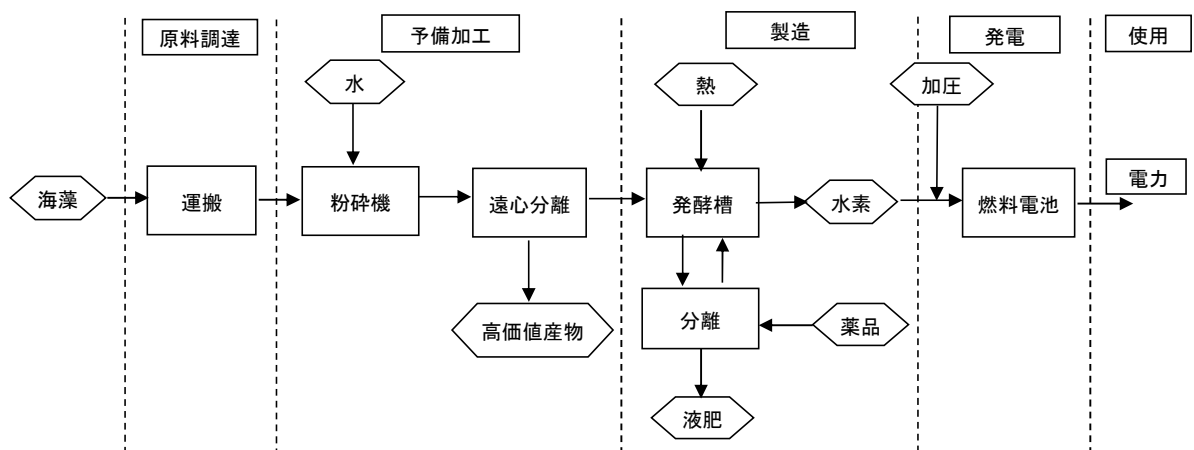 原料調達
予備加工
製造
発電
使用
水
熱
加圧
海藻
運搬
粉砕機
遠心分離
発酵槽
水素
燃料電池
電力
高価値産物
分離
薬品
液肥